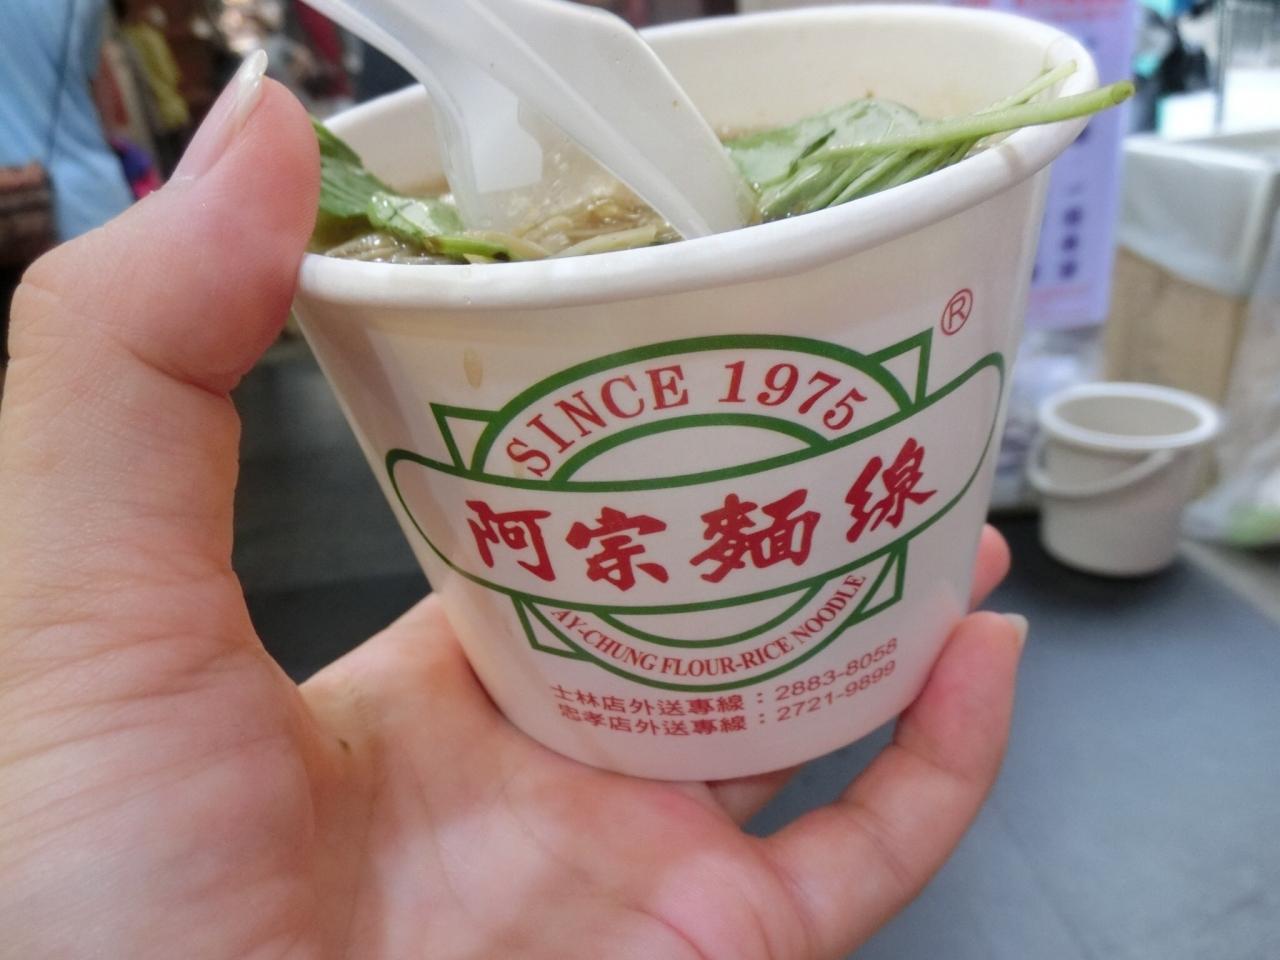 ®
SINCE 1975
阿宗麵線
AY-CHUNG FLOUR-RICE NOODLE
士林店外送專線：2883-8058
忠孝店外送專線：2721-9899